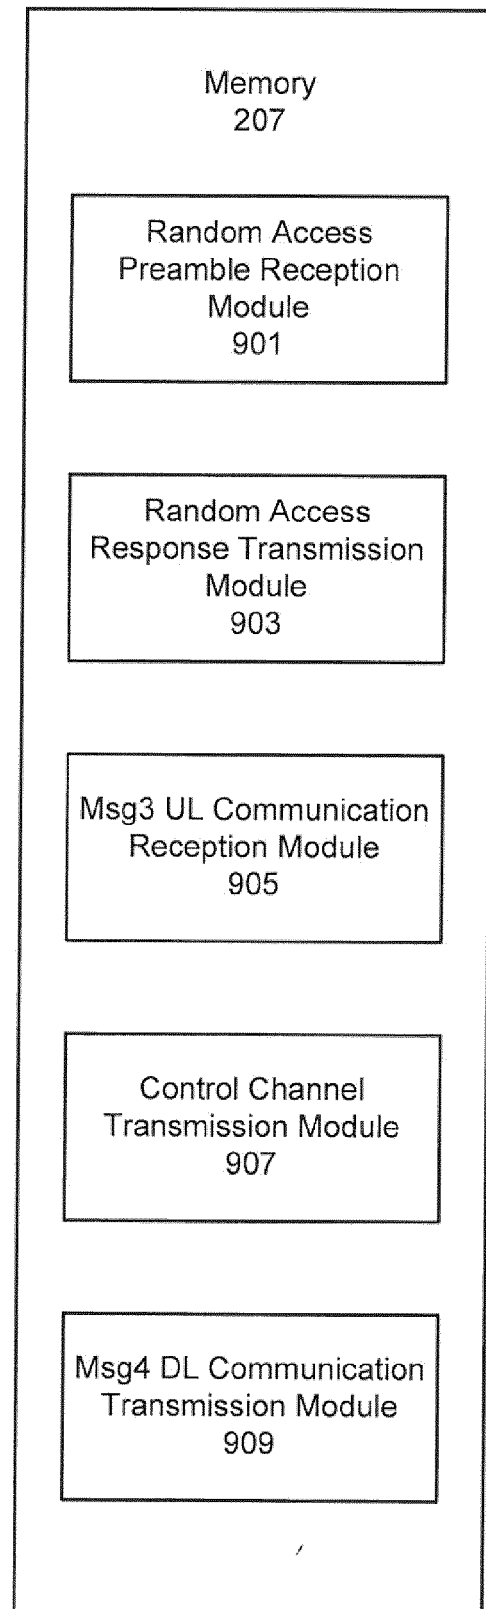 Memory
207
Random Access
Preamble Reception
Module
901
Random Access
Response Transmission
Module
903
Msg3 UL Communication
Reception Module
905
Control Channel
Transmission Module
907
Msg4 DL Communication
Transmission Module
909